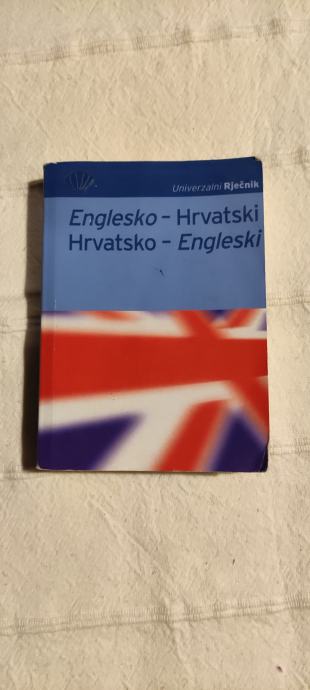 Univerzalni Rječnik
Englesko – Hrvatski
Hrvatsko – Engleski